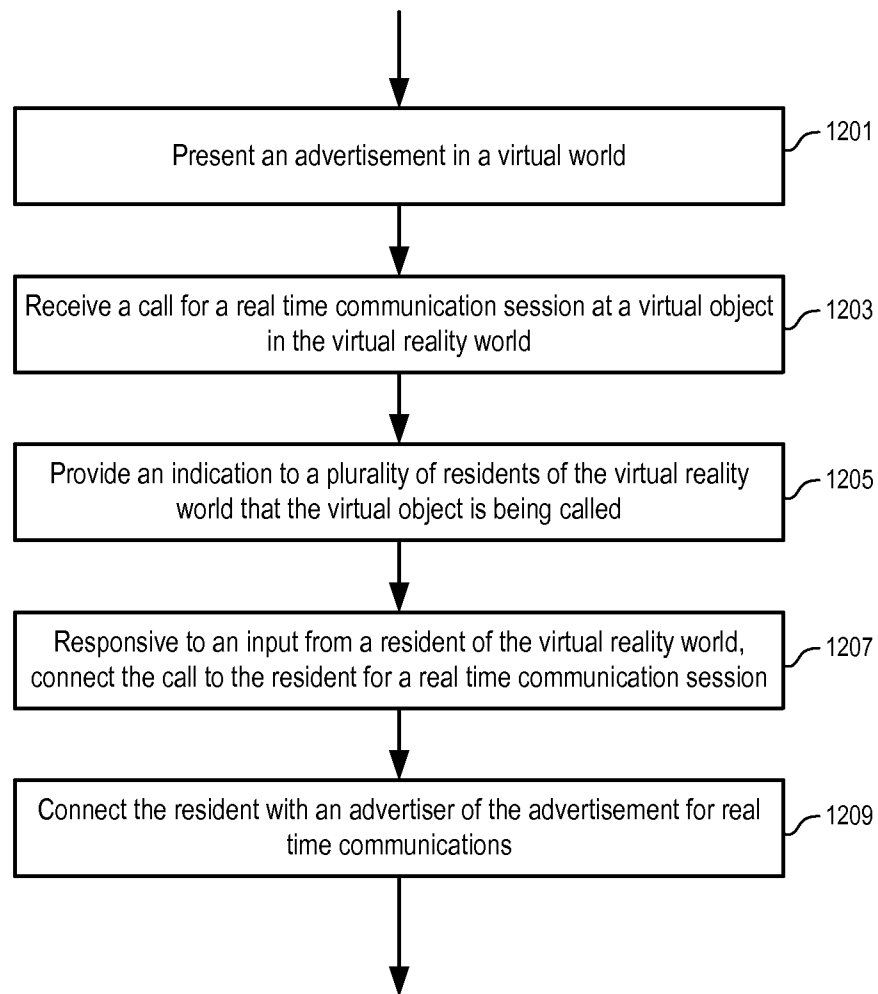 Present an advertisement in a virtual world
1201
Receive a call for a real time communication session at a virtual object
in the virtual reality world
1203
Provide an indication to a plurality of residents of the virtual reality
world that the virtual object is being called
1205
Responsive to an input from a resident of the virtual reality world,
connect the call to the resident for a real time communication session
1207
Connect the resident with an advertiser of the advertisement for real
time communications
1209